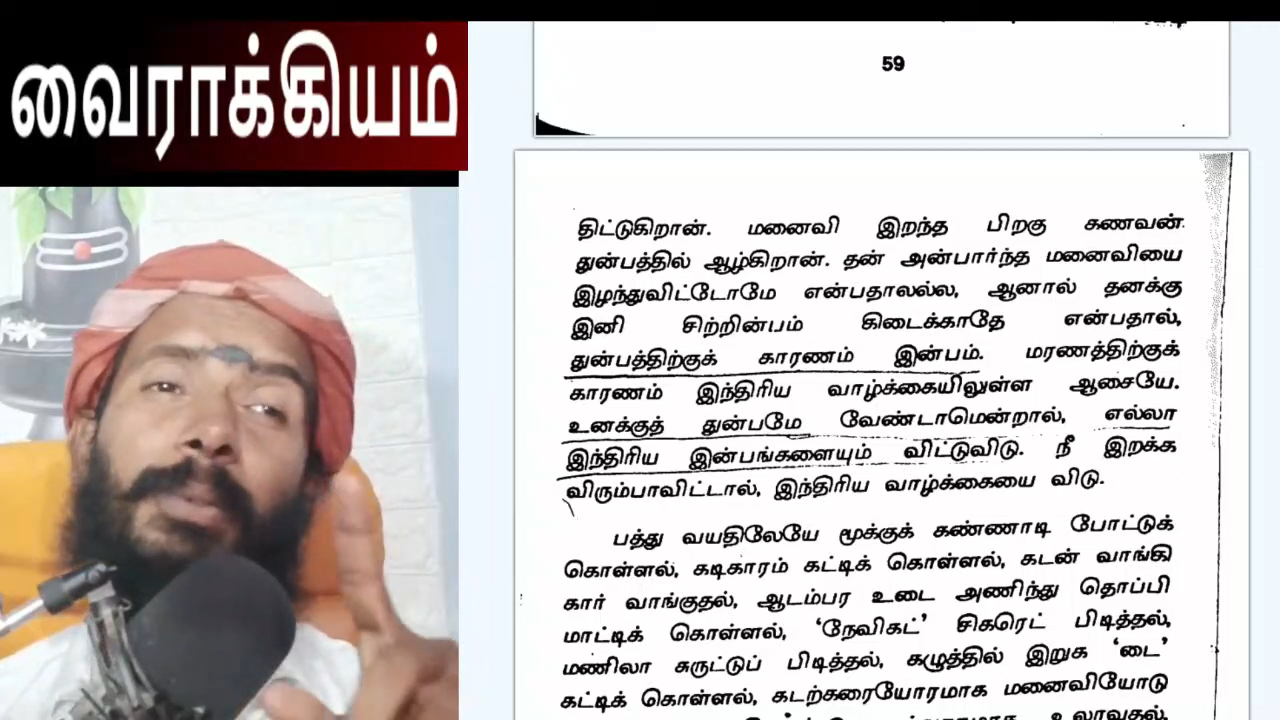 வைராக்கியம்
59
திட்டுகிறான். மனைவி இறந்த பிறகு கணவன்
துன்பத்தில் ஆழ்கிறான். தன் அன்பார்ந்த மனைவியை
இழந்துவிட்டோமே என்பதாலல்ல, ஆனால் தனக்கு
இனி சிற்றின்பம் கிடைக்காதே என்பதால்,
துன்பத்திற்குக் காரணம் இன்பம். மரணத்திற்குக்
காரணம் இந்திரிய வாழ்க்கையிலுள்ள ஆசையே.
உனக்குத் துன்பமே வேண்டாமென்றால், எல்லா
இந்திரிய இன்பங்களையும் விட்டுவிடு. நீ இறக்க
விரும்பாவிட்டால், இந்திரிய வாழ்க்கையை விடு.
பத்து வயதிலேயே மூக்குக் கண்ணாடி போட்டுக்
கொள்ளல், கடிகாரம் கட்டிக் கொள்ளல், கடன் வாங்கி
கார் வாங்குதல், ஆடம்பர உடை அணிந்து தொப்பி
மாட்டிக் கொள்ளல், ‘நேவிகட்’ சிகரெட் பிடித்தல்,
மணிலா சுருட்டுப் பிடித்தல், கழுத்தில் இறுக ‘டை’
கட்டிக் கொள்ளல், கடற்கரையோரமாக மனைவியோடு
உலாவுதல்,